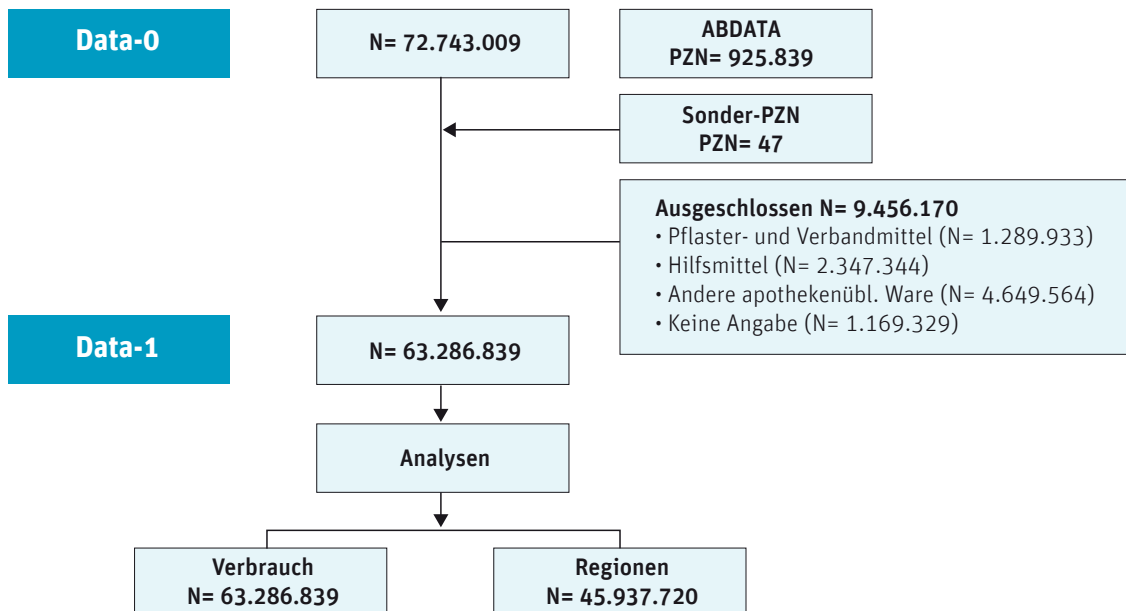 Data-0
N= 72.743.009
ABDATA
PZN= 925.839
Sonder-PZN
PZN= 47
Ausgeschlossen N= 9.456.170
• Pflaster- und Verbandmittel (N= 1.289.933)
• Hilfsmittel (N= 2.347.344)
• Andere apothekenübl. Ware (N= 4.649.564)
• Keine Angabe (N= 1.169.329)
Data-1
N= 63.286.839
Analysen
Verbrauch
N= 63.286.839
Regionen
N= 45.937.720